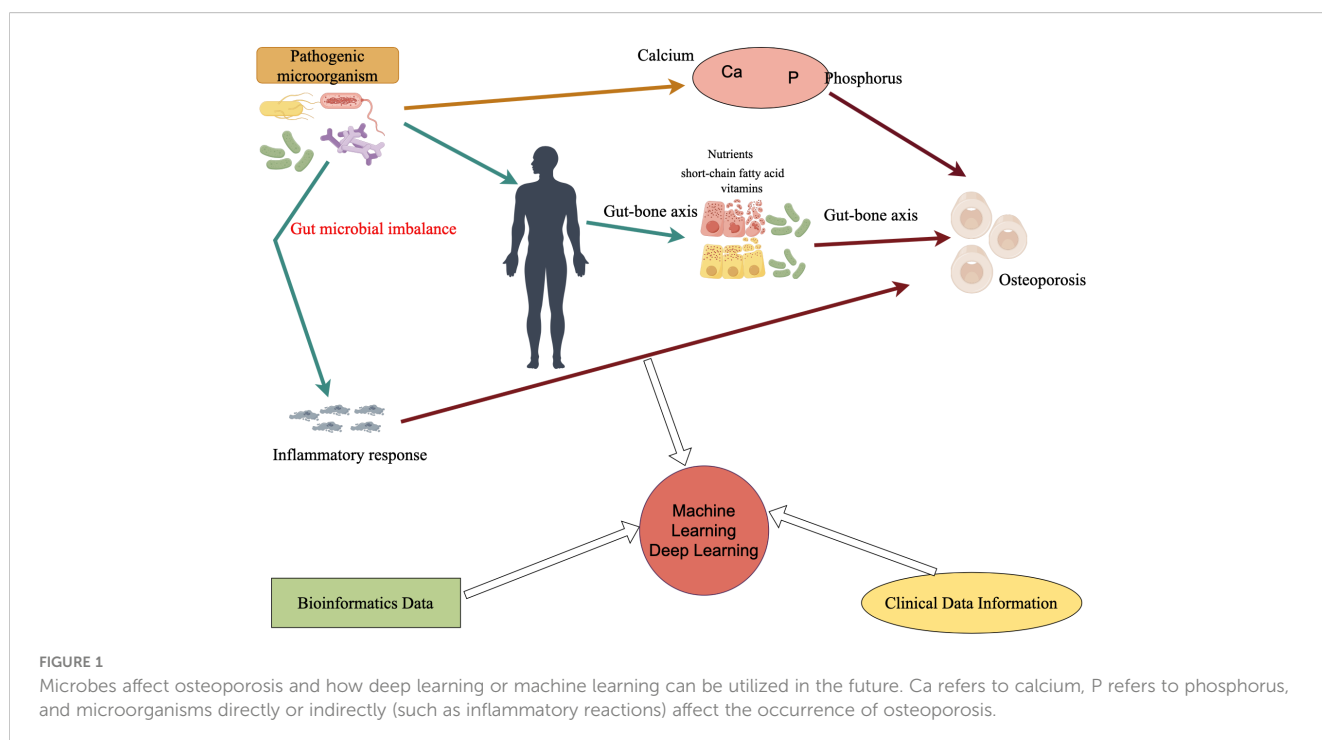 Pathogenic
microorganism
Calcium
Ca
P
Phosphorus
Nutrients
short-chain fatty acid
vitamins
Gut microbial imbalance
Gut-bone axis
Gut-bone axis
Osteoporosis
Inflammatory response
Machine
Learning
Deep Learning
Bioinformatics Data
Clinical Data Information
FIGURE 1
Microbes affect osteoporosis and how deep learning or machine learning can be utilized in the future. Ca refers to calcium, P refers to phosphorus,
and microorganisms directly or indirectly (such as inflammatory reactions) affect the occurrence of osteoporosis.